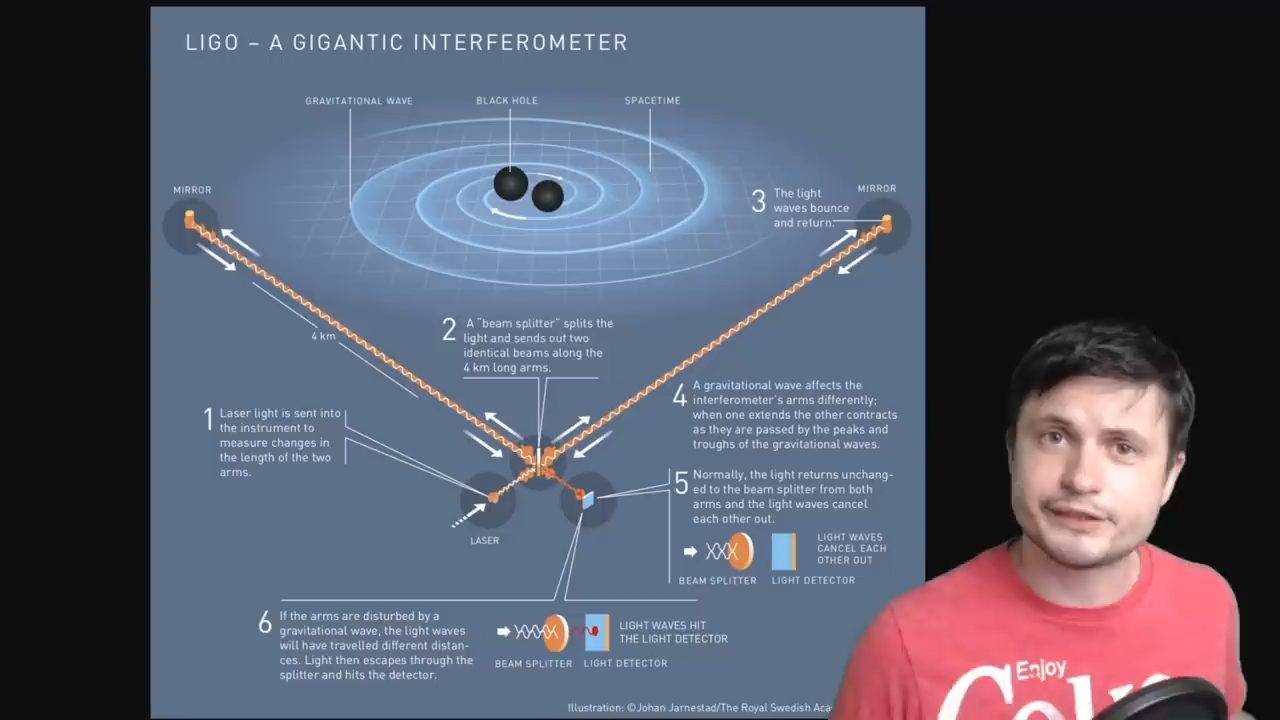 LIGO – A GIGANTIC INTERFEROMETER
GRAVITATIONAL WAVE
BLACK HOLE
SPACETIME
MIRROR
MIRROR
3
The light
waves bounce
and return.
4 km
2
A "beam splitter" splits the
light and sends out two
identical beams along the
4 km long arms.
1
Laser light is sent into
the instrument to
measure changes in
the length of the two
arms.
4
A gravitational wave affects the
interferometer's arms differently;
when one extends the other contracts
as they are passed by the peaks and
troughs of the gravitational waves.
5
Normally, the light returns unchang-
ed to the beam splitter from both
arms and the light waves cancel
each other out.
LASER
LIGHT WAVES
CANCEL EACH
OTHER OUT
BEAM SPLITTER
LIGHT DETECTOR
6
If the arms are disturbed by a
gravitational wave, the light waves
will have travelled different distan-
ces. Light then escapes through the
splitter and hits the detector.
LIGHT WAVES HIT
THE LIGHT DETECTOR
BEAM SPLITTER
LIGHT DETECTOR
Illustration: ©Johan Jarnestad/The Royal Swedish
Enjoy